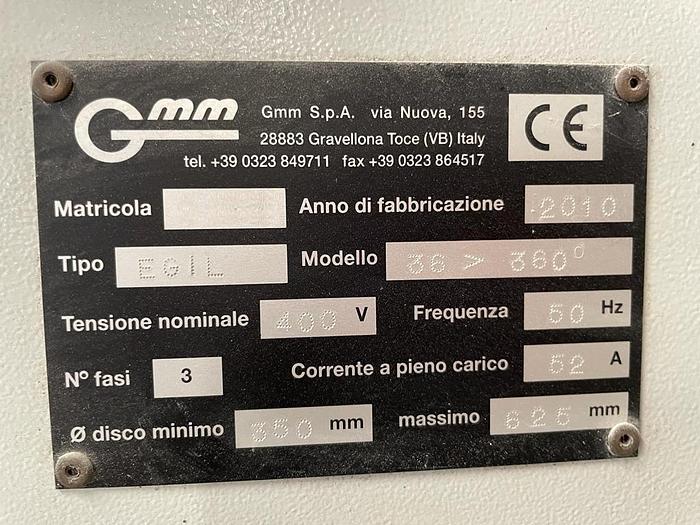 Gmm
Gmm S.p.A. via Nuova, 155
28883 Gravellona Toce (VB) Italy
tel. +39 0323 849711 fax +39 0323 864517
CE
Matricola
Anno di fabbricazione 2010
Tipo EGIL Modello 36 > 360°
Tensione nominale 400 V Frequenza 50 Hz
N° fasi 3 Corrente a pieno carico 52 A
Ø disco minimo 350 mm massimo 625 mm